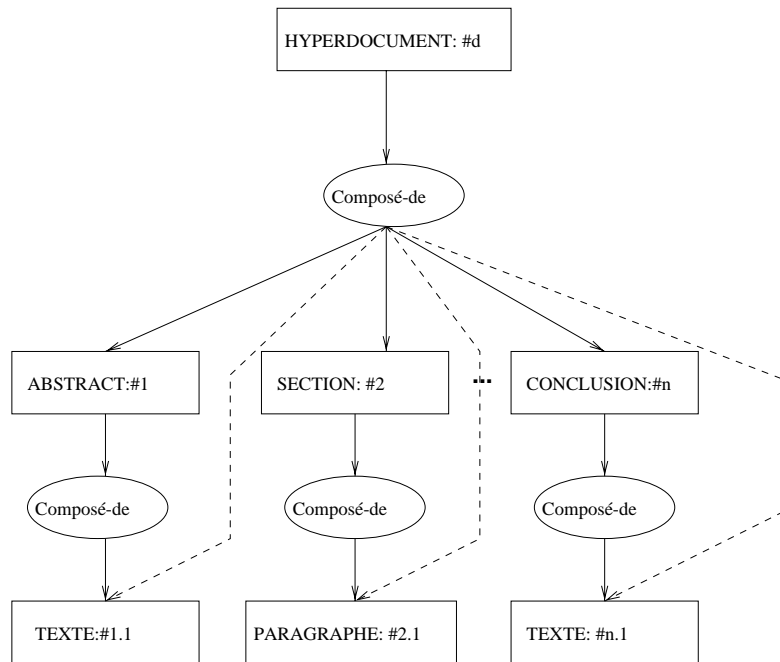 HYPERDOCUMENT: #d
Composé-de
ABSTRACT:#1
SECTION: #2
...
CONCLUSION:#n
Composé-de
Composé-de
Composé-de
TEXTE:#1.1
PARAGRAPHE: #2.1
TEXTE: #n.1